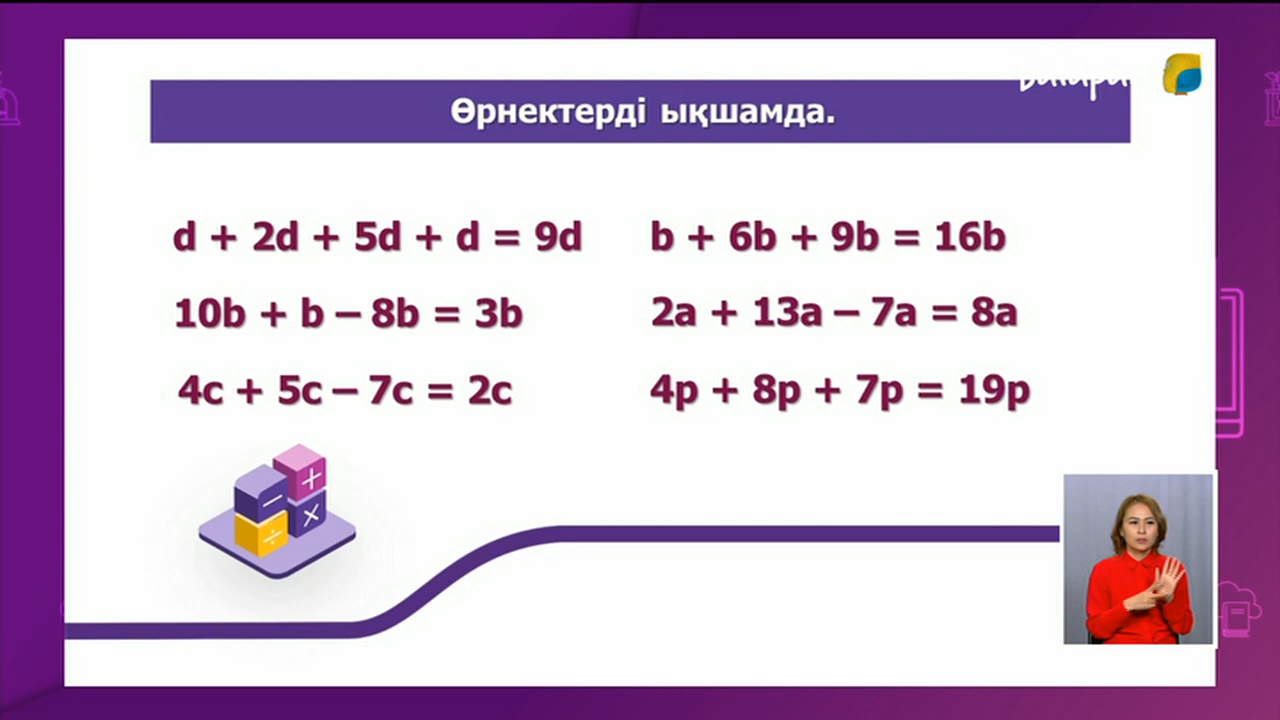 Өрнектерді ықшамда.
d + 2d + 5d + d = 9d
b + 6b + 9b = 16b
10b + b – 8b = 3b
2a + 13a – 7a = 8a
4c + 5c – 7c = 2c
4p + 8p + 7p = 19p